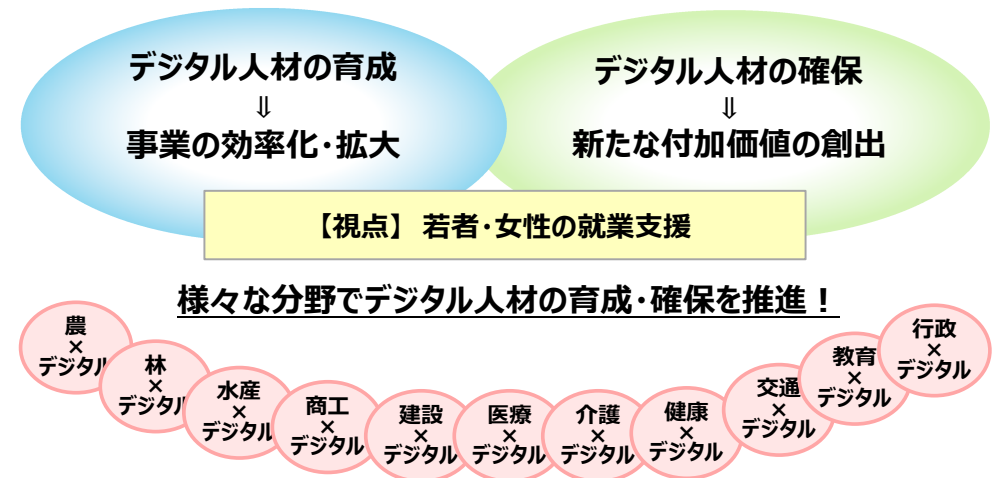 デジタル人材の育成
⇓
事業の効率化・拡大
デジタル人材の確保
⇓
新たな付加価値の創出
【視点】 若者・女性の就業支援
様々な分野でデジタル人材の育成・確保を推進！
農
×
デジタル
林
×
デジタル
水産
×
デジタル
商工
×
デジタル
建設
×
デジタル
医療
×
デジタル
介護
×
デジタル
健康
×
デジタル
交通
×
デジタル
教育
×
デジタル
行政
×
デジタル